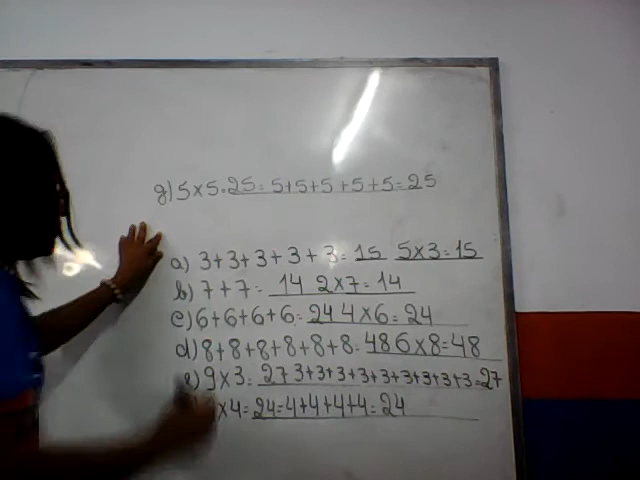 g) 5x5=25= 5+5+5+5+5=25
a) 3+3+3+3+3=15 5x3=15
b) 7+7= 14 2x7=14
c) 6+6+6+6=24 4x6=24
d) 8+8+8+8+8+8=48 6x8=48
e) 9x3= 27 3+3+3+3+3+3+3+3+3=27
x4=24=4+4+4+4=24